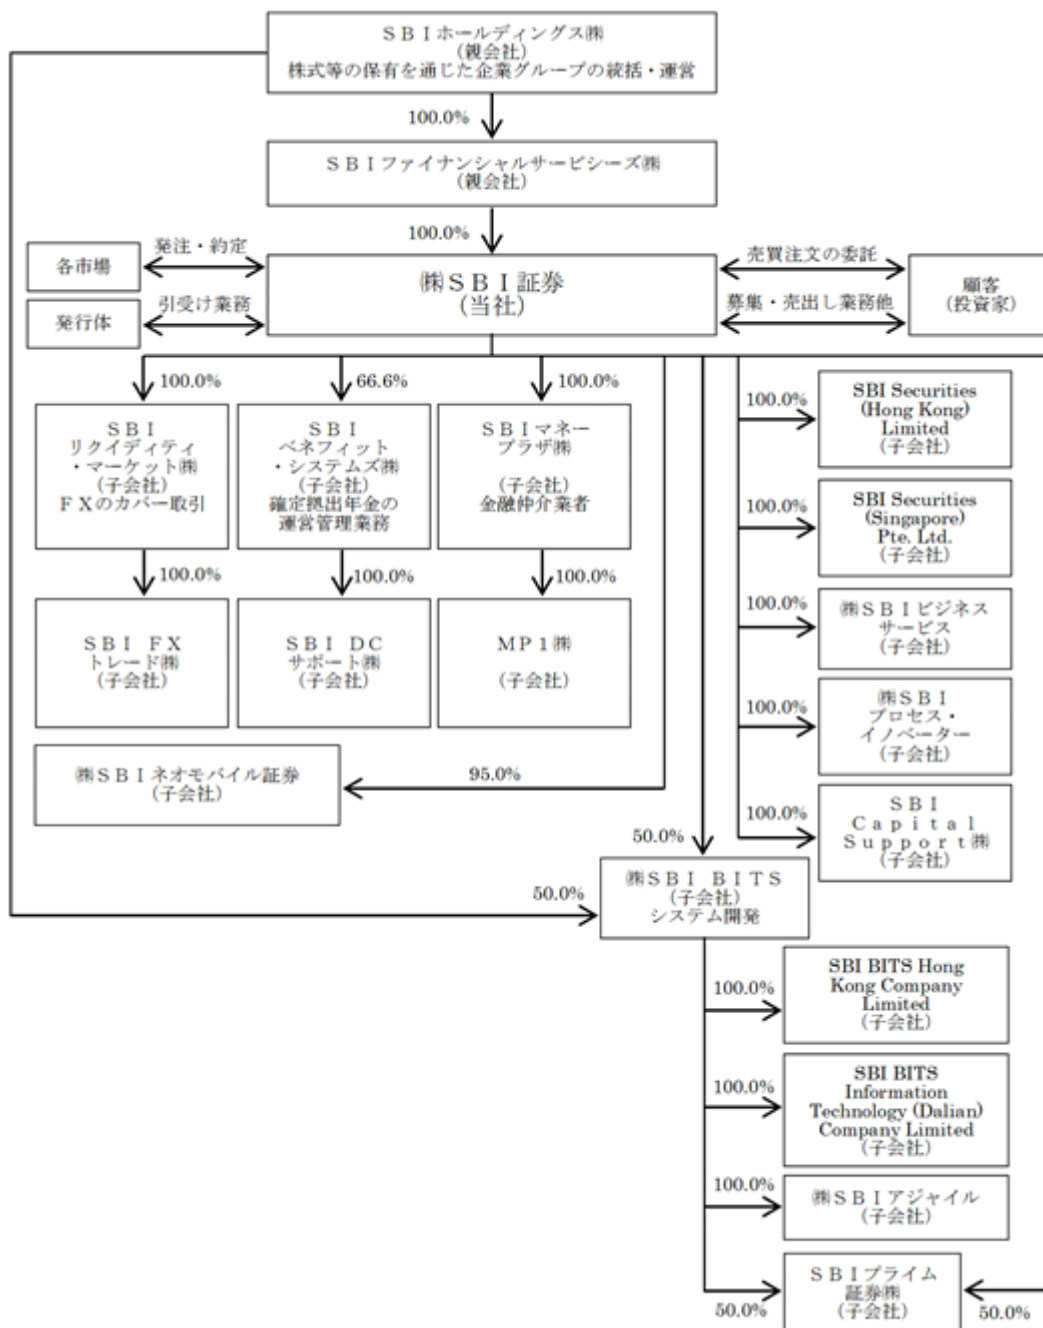 ＳＢＩホールディングス㈱
(親会社)
株式等の保有を通じた企業グループの統括・運営
100.0%
ＳＢＩファイナンシャルサービシーズ㈱
(親会社)
100.0%
各市場
発注・約定
発行体
引受け業務
㈱ＳＢＩ証券
(当社)
売買注文の委託
募集・売出し業務他
顧客
(投資家)
100.0%
66.6%
100.0%
ＳＢＩ
リクイディティ
・マーケット㈱
(子会社)
ＦＸのカバー取引
ＳＢＩ
ベネフィット
・システムズ㈱
(子会社)
確定拠出年金の
運営管理業務
ＳＢＩマネー
プラザ㈱
(子会社)
金融仲介業者
100.0%
100.0%
100.0%
ＳＢＩ ＦＸ
トレード㈱
(子会社)
ＳＢＩ ＤＣ
サポート㈱
(子会社)
ＭＰ１㈱
(子会社)
㈱ＳＢＩネオモバイル証券
(子会社)
95.0%
100.0%
SBI Securities
(Hong Kong)
Limited
(子会社)
100.0%
SBI Securities
(Singapore)
Pte. Ltd.
(子会社)
100.0%
㈱ＳＢＩビジネス
サービス
(子会社)
100.0%
㈱ＳＢＩ
プロセス・
イノベーター
(子会社)
100.0%
ＳＢＩ
Ｃａｐｉｔａｌ
Ｓｕｐｐｏｒｔ㈱
(子会社)
50.0%
50.0%
㈱ＳＢＩ ＢＩＴＳ
(子会社)
システム開発
100.0%
SBI BITS Hong
Kong Company
Limited
(子会社)
100.0%
SBI BITS
Information
Technology (Dalian)
Company Limited
(子会社)
100.0%
㈱ＳＢＩアジャイル
(子会社)
50.0%
ＳＢＩプライム
証券㈱
(子会社)
50.0%